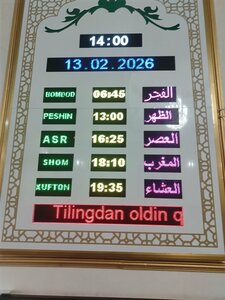 14:00
13.02.2026
BOMDOD 06:45 الفجر
PESHIN 13:00 الظهر
ASR 16:25 العصر
SHOM 18:10 المغرب
XUFTON 19:35 العشاء
Tilingdan oldin q